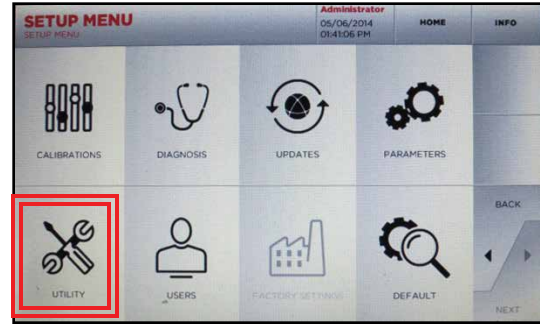 SETUP MENU
SETUP MENU
Administrator
05/06/2014
01:41:06 PM
HOME
INFO
CALIBRATIONS
DIAGNOSIS
UPDATES
PARAMETERS
BACK
UTILITY
USERS
FACTORY SETTINGS
DEFAULT
NEXT